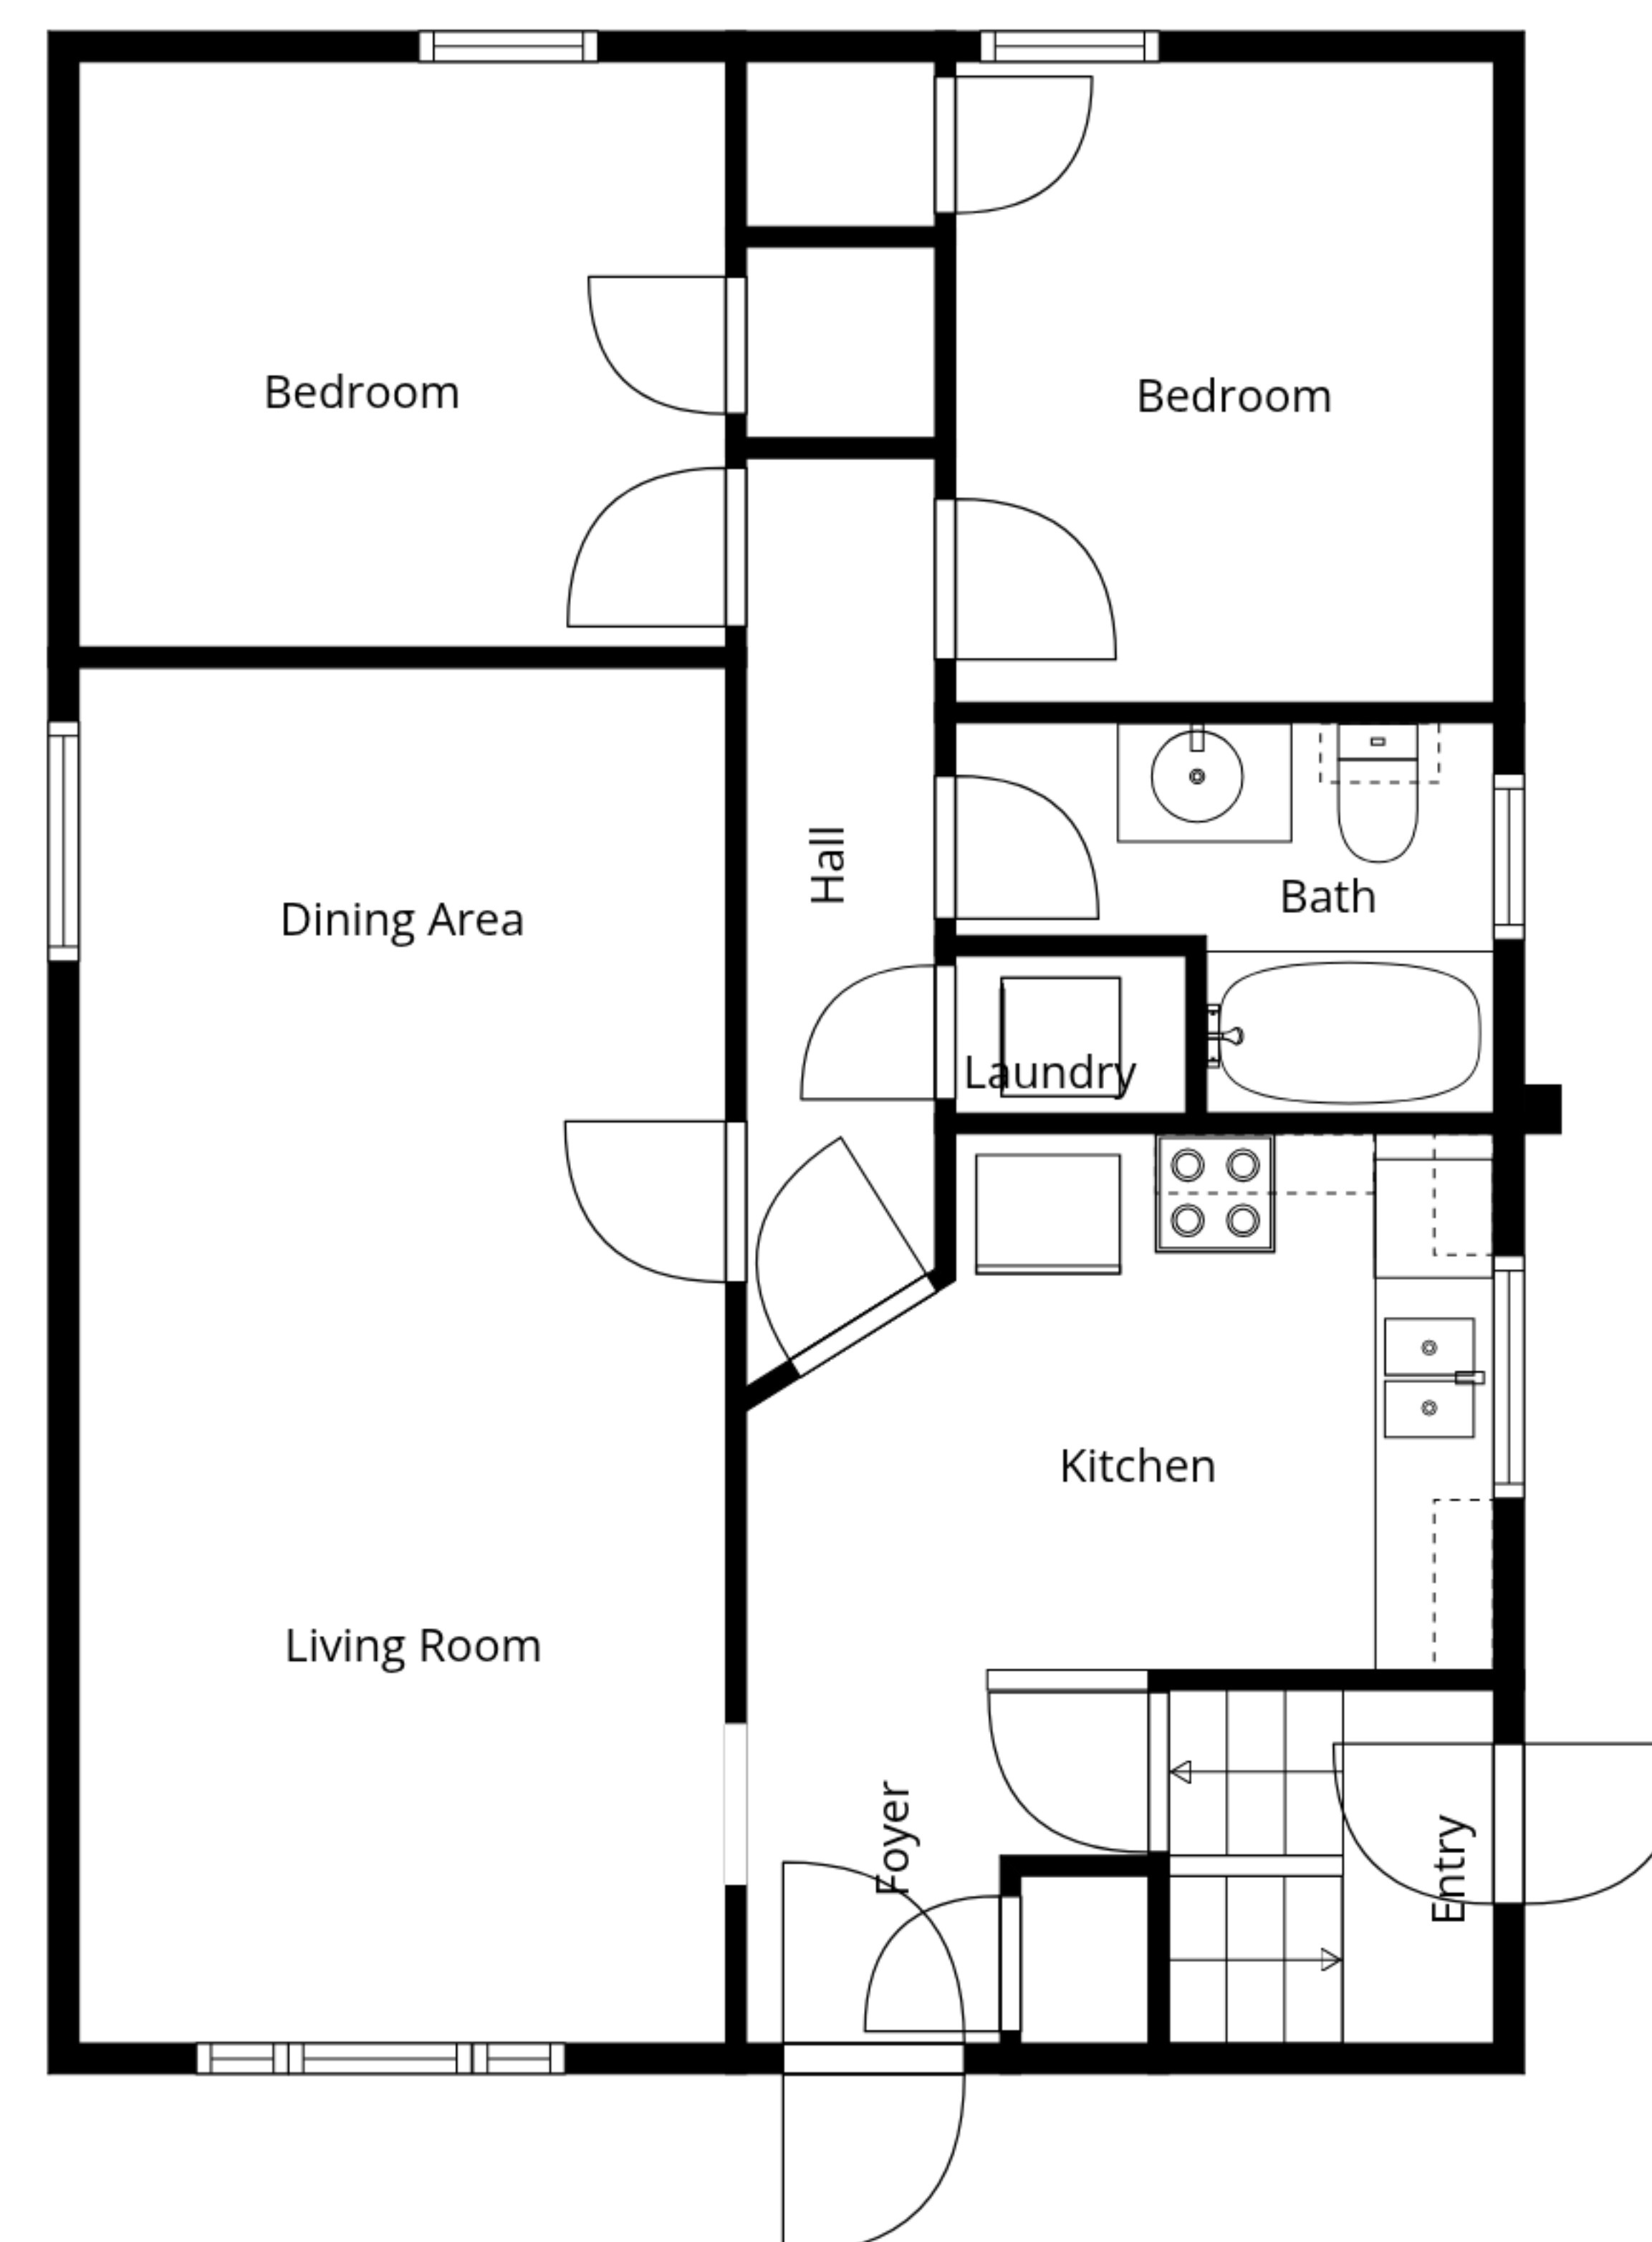 Bedroom
Bedroom
Hall
Dining Area
Bath
Laundry
Kitchen
Living Room
Foyer
Entry